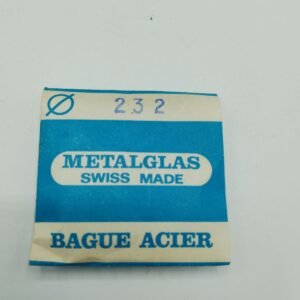 Ø 232
METALGLAS
SWISS MADE
BAGUE ACIER